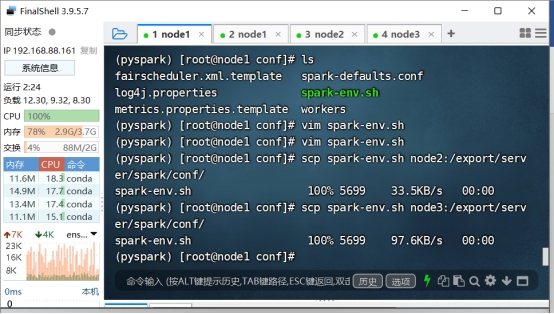 FinalShell 3.9.5.7
同步状态
IP 192.168.88.161 复制
系统信息
运行 2:24
负载 12.30, 9.32, 8.30
CPU 100%
内存 78% 2.9G/3.7G
交换 4% 88M/2G
内存 CPU 命令
11.6M 18.3 conda
14.9M 17.7 conda
13.4M 17.4 conda
11.1M 15.1 conda
7K 4K ens...
23K
16K
8K
0ms 本机
0
1 node1 2 node1 3 node2 4 node3 +
(pyspark) [root@node1 conf]# ls
fairscheduler.xml.template spark-defaults.conf
log4j.properties spark-env.sh
metrics.properties.template workers
(pyspark) [root@node1 conf]# vim spark-env.sh
(pyspark) [root@node1 conf]# vim spark-env.sh
(pyspark) [root@node1 conf]# scp spark-env.sh node2:/export/serv
er/spark/conf/
spark-env.sh 100% 5699 33.5KB/s 00:00
(pyspark) [root@node1 conf]# scp spark-env.sh node3:/export/serv
er/spark/conf/
spark-env.sh 100% 5699 97.6KB/s 00:00
(pyspark) [root@node1 conf]#
命令输入 (按ALT键提示历史,TAB键路径,ESC键返回,双击 历史 选项